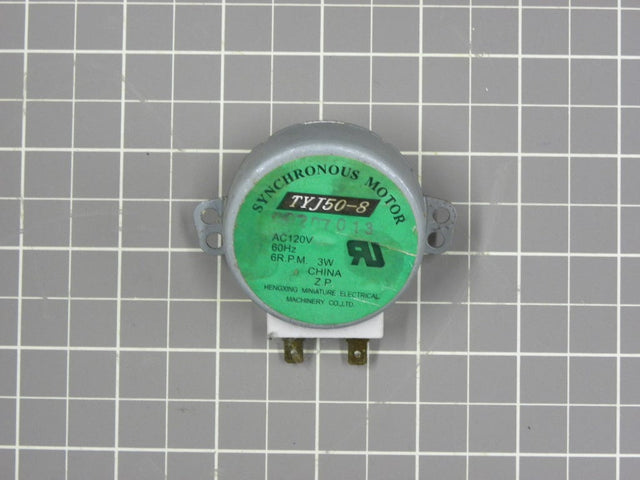 SYNCHRONOUS MOTOR
TYJ50-8
AC120V
60Hz
6R.P.M. 3W
CHINA
Z.P.
HENGXING MINIATURE ELECTRICAL
MACHINERY CO.,LTD.